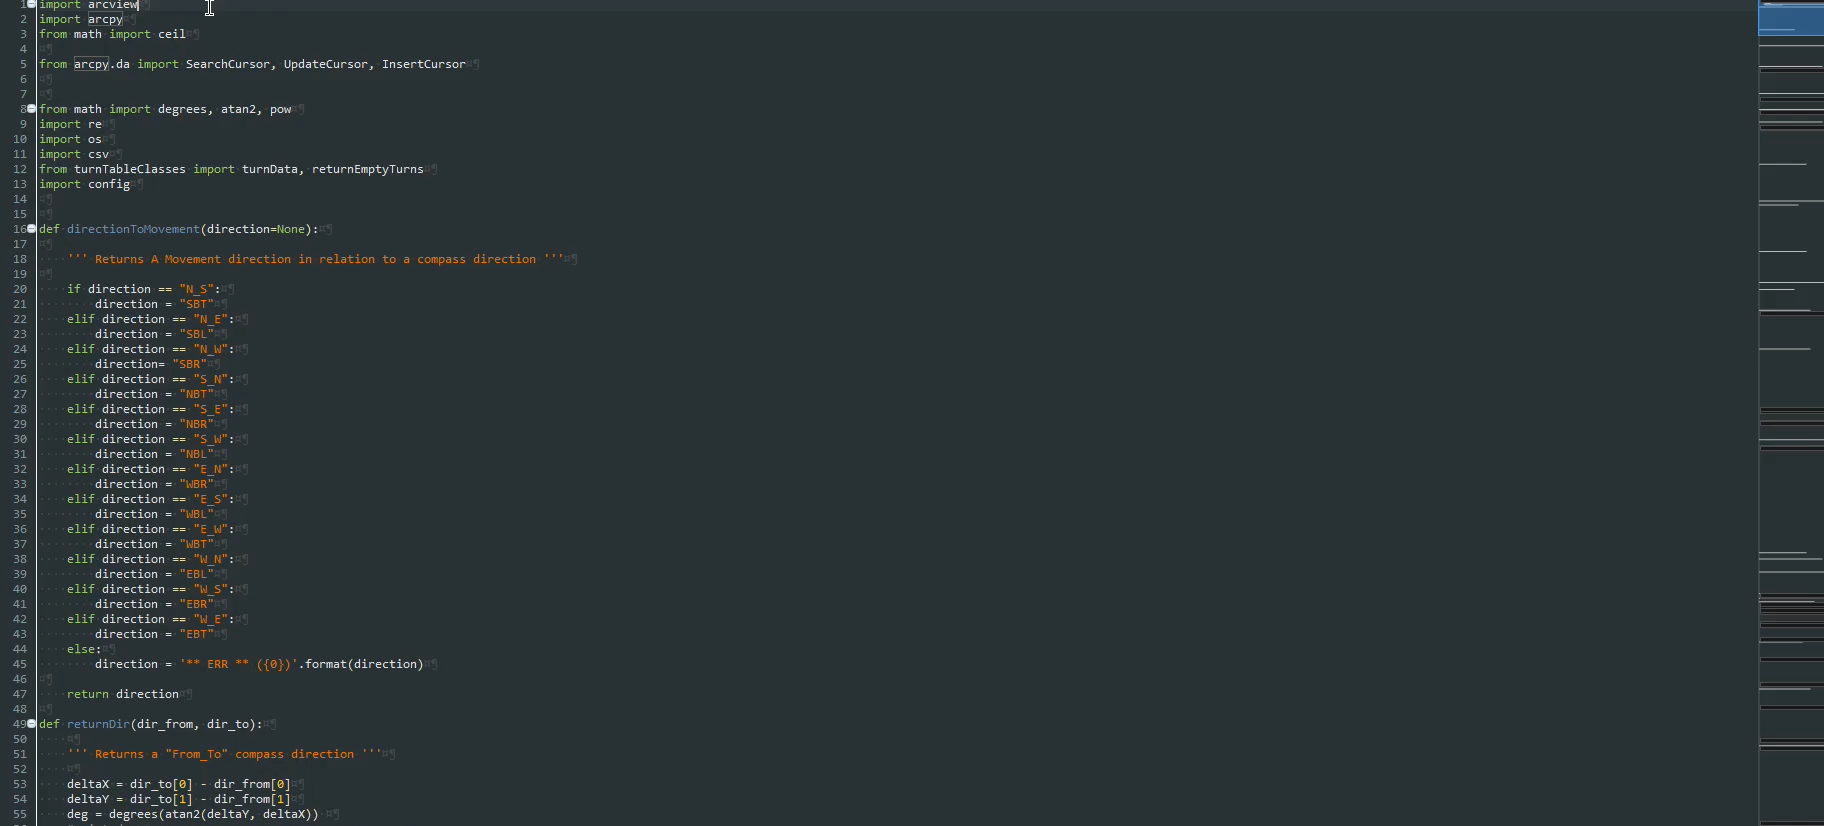 1 import arcview
2 import arcpy
3 from math import ceil
4
5 from arcpy.da import SearchCursor, UpdateCursor, InsertCursor
6
7
8 from math import degrees, atan2, pow
9 import re
10 import os
11 import csv
12 from turnTableClasses import turnData, returnEmptyTurns
13 import config
14
15
16 def directionToMovement(direction=None):
17
18     ''' Returns A Movement direction in relation to a compass direction '''
19
20     if direction == "N_S":
21         direction = "SBT"
22     elif direction == "N_E":
23         direction = "SBL"
24     elif direction == "N_W":
25         direction= "SBR"
26     elif direction == "S_N":
27         direction = "NBT"
28     elif direction == "S_E":
29         direction = "NBR"
30     elif direction == "S_W":
31         direction = "NBL"
32     elif direction == "E_N":
33         direction = "WBR"
34     elif direction == "E_S":
35         direction = "WBL"
36     elif direction == "E_W":
37         direction = "WBT"
38     elif direction == "W_N":
39         direction = "EBL"
40     elif direction == "W_S":
41         direction = "EBR"
42     elif direction == "W_E":
43         direction = "EBT"
44     else:
45         direction = '** ERR ** ({0})'.format(direction)
46
47     return direction
48
49 def returnDir(dir_from, dir_to):
50
51     ''' Returns a "From_To" compass direction '''
52
53     deltaX = dir_to[0] - dir_from[0]
54     deltaY = dir_to[1] - dir_from[1]
55     deg = degrees(atan2(deltaY, deltaX))